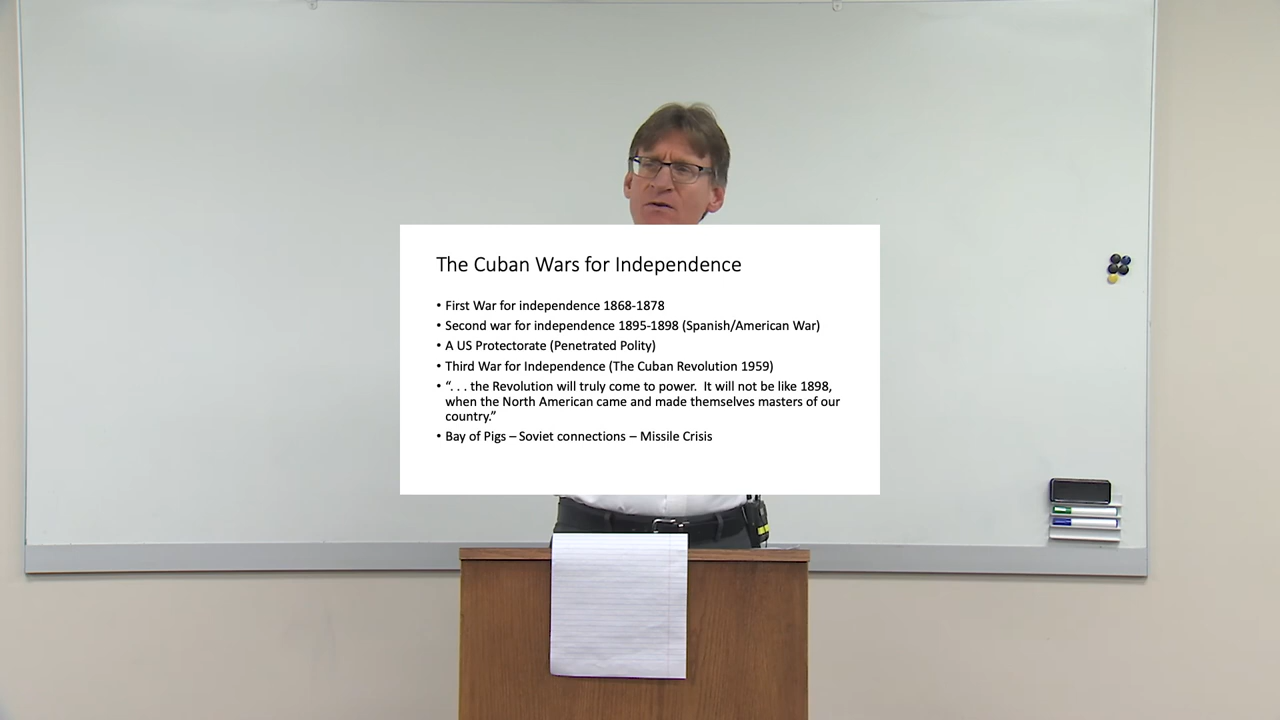 The Cuban Wars for Independence
• First War for independence 1868-1878
• Second war for independence 1895-1898 (Spanish/American War)
• A US Protectorate (Penetrated Polity)
• Third War for Independence (The Cuban Revolution 1959)
• “. . . the Revolution will truly come to power.  It will not be like 1898,
when the North American came and made themselves masters of our
country.”
• Bay of Pigs – Soviet connections – Missile Crisis